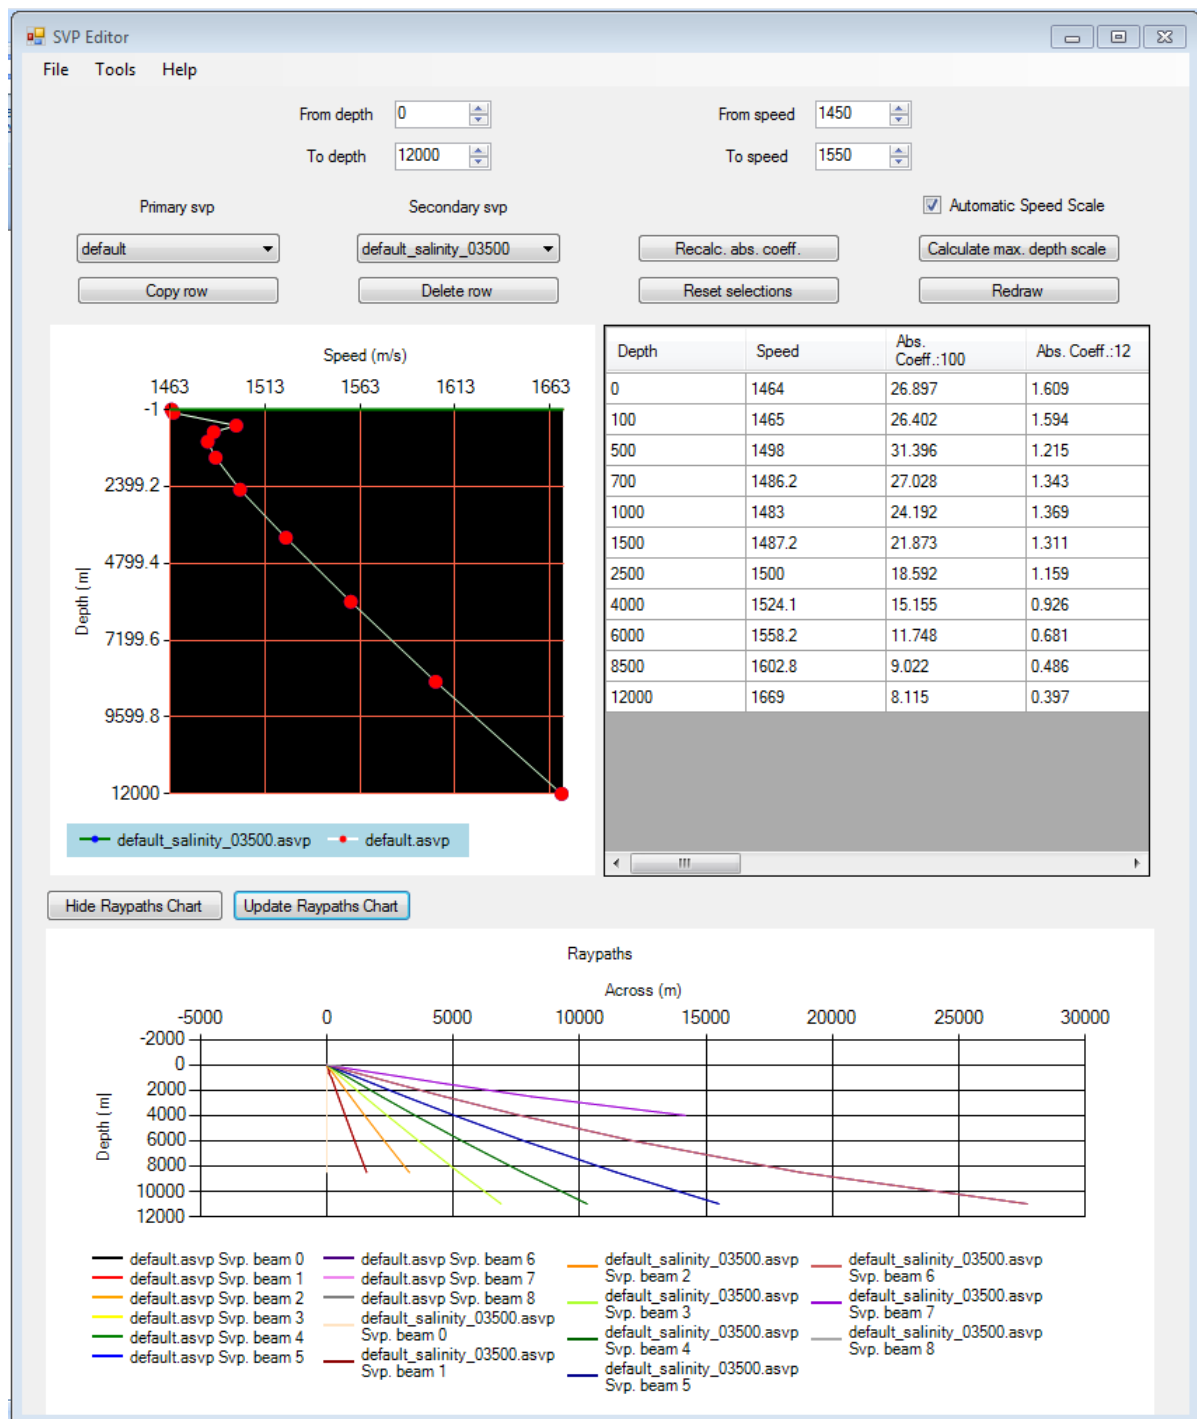 SVP Editor
File Tools Help
From depth 0 From speed 1450
To depth 12000 To speed 1550
Primary svp Secondary svp Automatic Speed Scale
default default_salinity_03500 Recalc. abs. coeff. Calculate max. depth scale
Copy row Delete row Reset selections Redraw
Speed (m/s)
1463 1513 1563 1613 1663
-1
2399.2
4799.4
7199.6
9599.8
12000
Depth [m]
default_salinity_03500.asvp default.asvp
Depth Speed Abs. Coeff.:100 Abs. Coeff.:12
0 1464 26.897 1.609
100 1465 26.402 1.594
500 1498 31.396 1.215
700 1486.2 27.028 1.343
1000 1483 24.192 1.369
1500 1487.2 21.873 1.311
2500 1500 18.592 1.159
4000 1524.1 15.155 0.926
6000 1558.2 11.748 0.681
8500 1602.8 9.022 0.486
12000 1669 8.115 0.397
Hide Raypaths Chart Update Raypaths Chart
Raypaths
Across (m)
-5000 0 5000 10000 15000 20000 25000 30000
-2000
0
2000
4000
6000
8000
10000
12000
Depth [m]
default.asvp Svp. beam 0
default.asvp Svp. beam 1
default.asvp Svp. beam 2
default.asvp Svp. beam 3
default.asvp Svp. beam 4
default.asvp Svp. beam 5
default.asvp Svp. beam 6
default.asvp Svp. beam 7
default.asvp Svp. beam 8
default_salinity_03500.asvp
Svp. beam 0
default_salinity_03500.asvp
Svp. beam 1
default_salinity_03500.asvp
Svp. beam 2
default_salinity_03500.asvp
Svp. beam 3
default_salinity_03500.asvp
Svp. beam 4
default_salinity_03500.asvp
Svp. beam 5
default_salinity_03500.asvp
Svp. beam 6
default_salinity_03500.asvp
Svp. beam 7
default_salinity_03500.asvp
Svp. beam 8